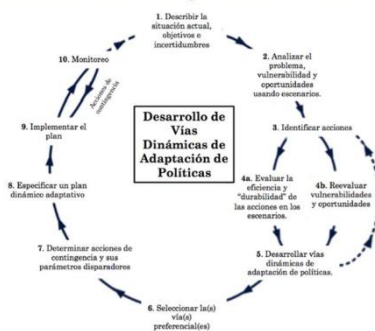 1. Describir la
situación actual,
objetivos e
incertidumbros
2. Analizar el
problema,
vulnerabilidad y
oportunidades
usando escenarios.
3. Identificar acciones
4a. Evaluar la
eficiencia y
"durabilidad" de
las acciones en los
escenarios.
4b. Reevaluar
vulnerabilidades
y oportunidades
5. Desarrollar vías
dinámicas de
adaptación de políticas.
6. Seleccionar la(s)
vía(s)
preferencial(es)
7. Determinar acciones de
contingencia y sus
parámetros disparadores
8. Especificar un plan
dinámico adaptativo
9. Implementar el
plan
10. Monitoreo
Acciones de
contingencia
Desarrollo de
Vías
Dinámicas de
Adaptación de
Políticas